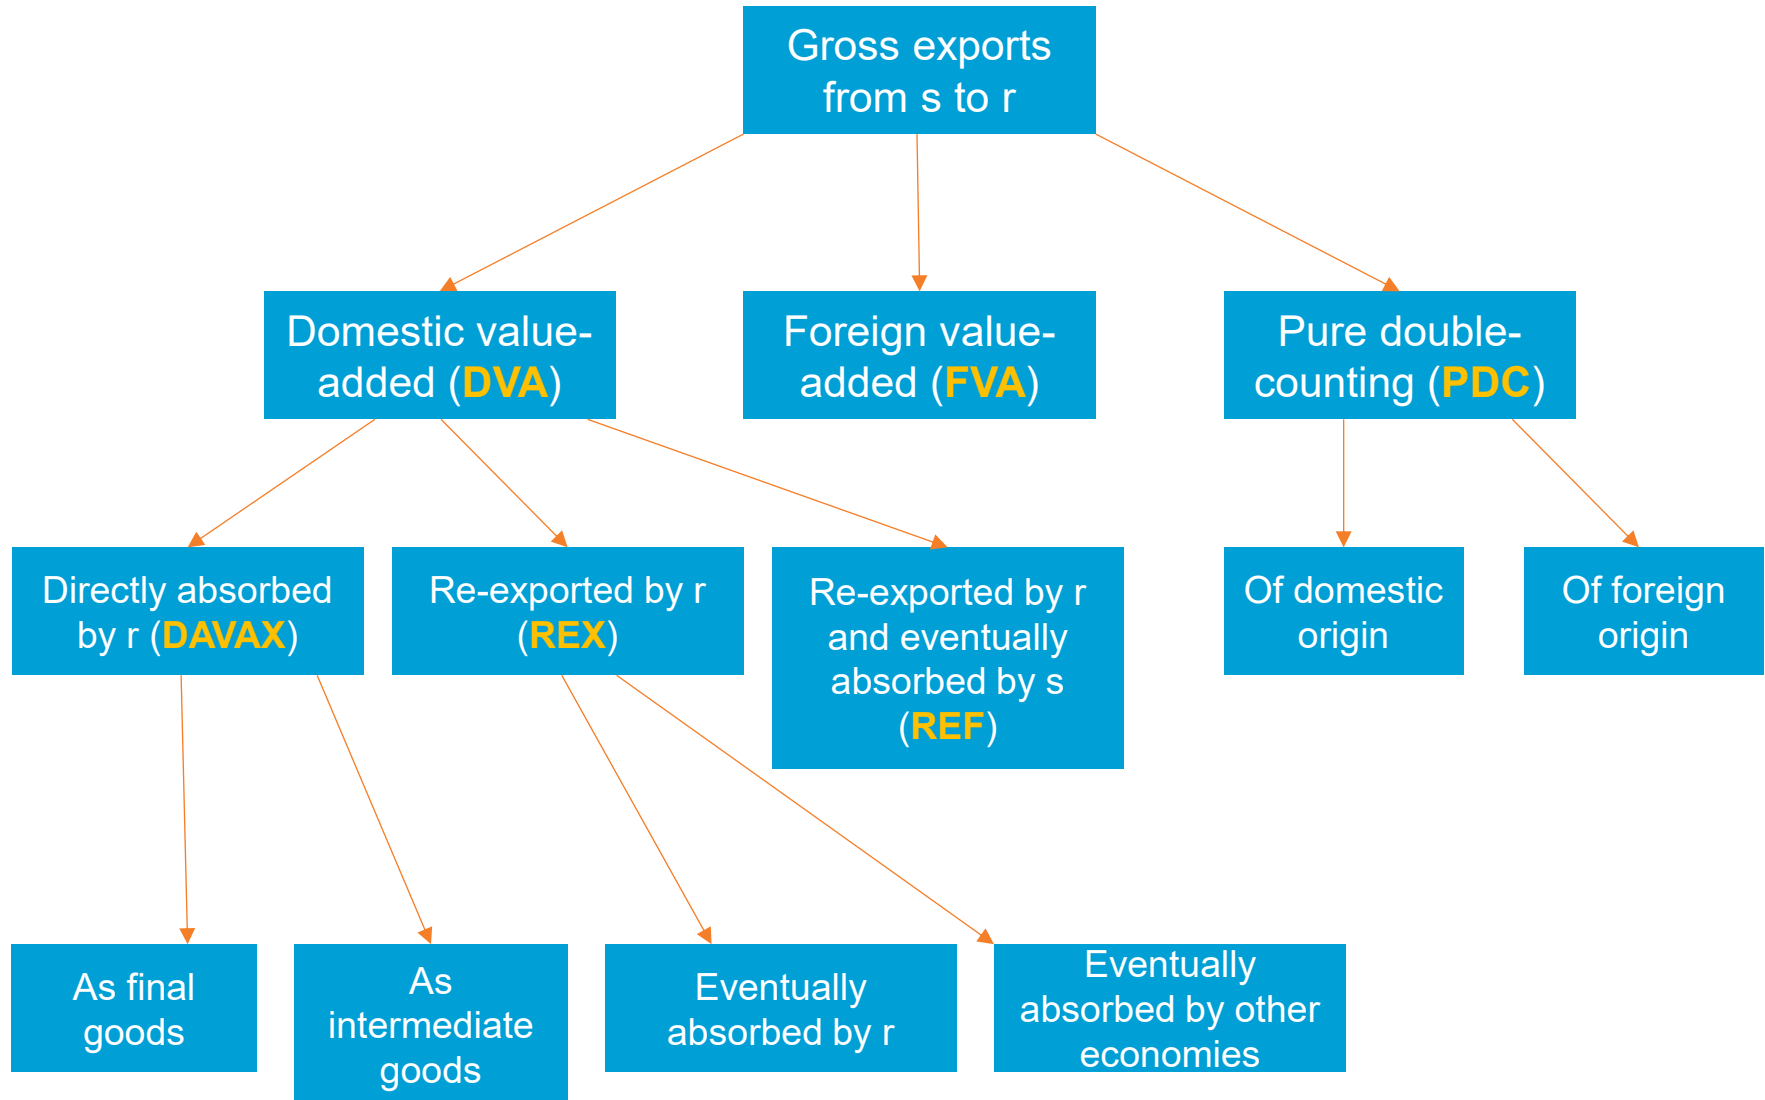 Gross exports
from s to r
Domestic value-
added (DVA)
Foreign value-
added (FVA)
Pure double-
counting (PDC)
Directly absorbed
by r (DAVAX)
Re-exported by r
(REX)
Re-exported by r
and eventually
absorbed by s
(REF)
Of domestic
origin
Of foreign
origin
As final
goods
As
intermediate
goods
Eventually
absorbed by r
Eventually
absorbed by other
economies